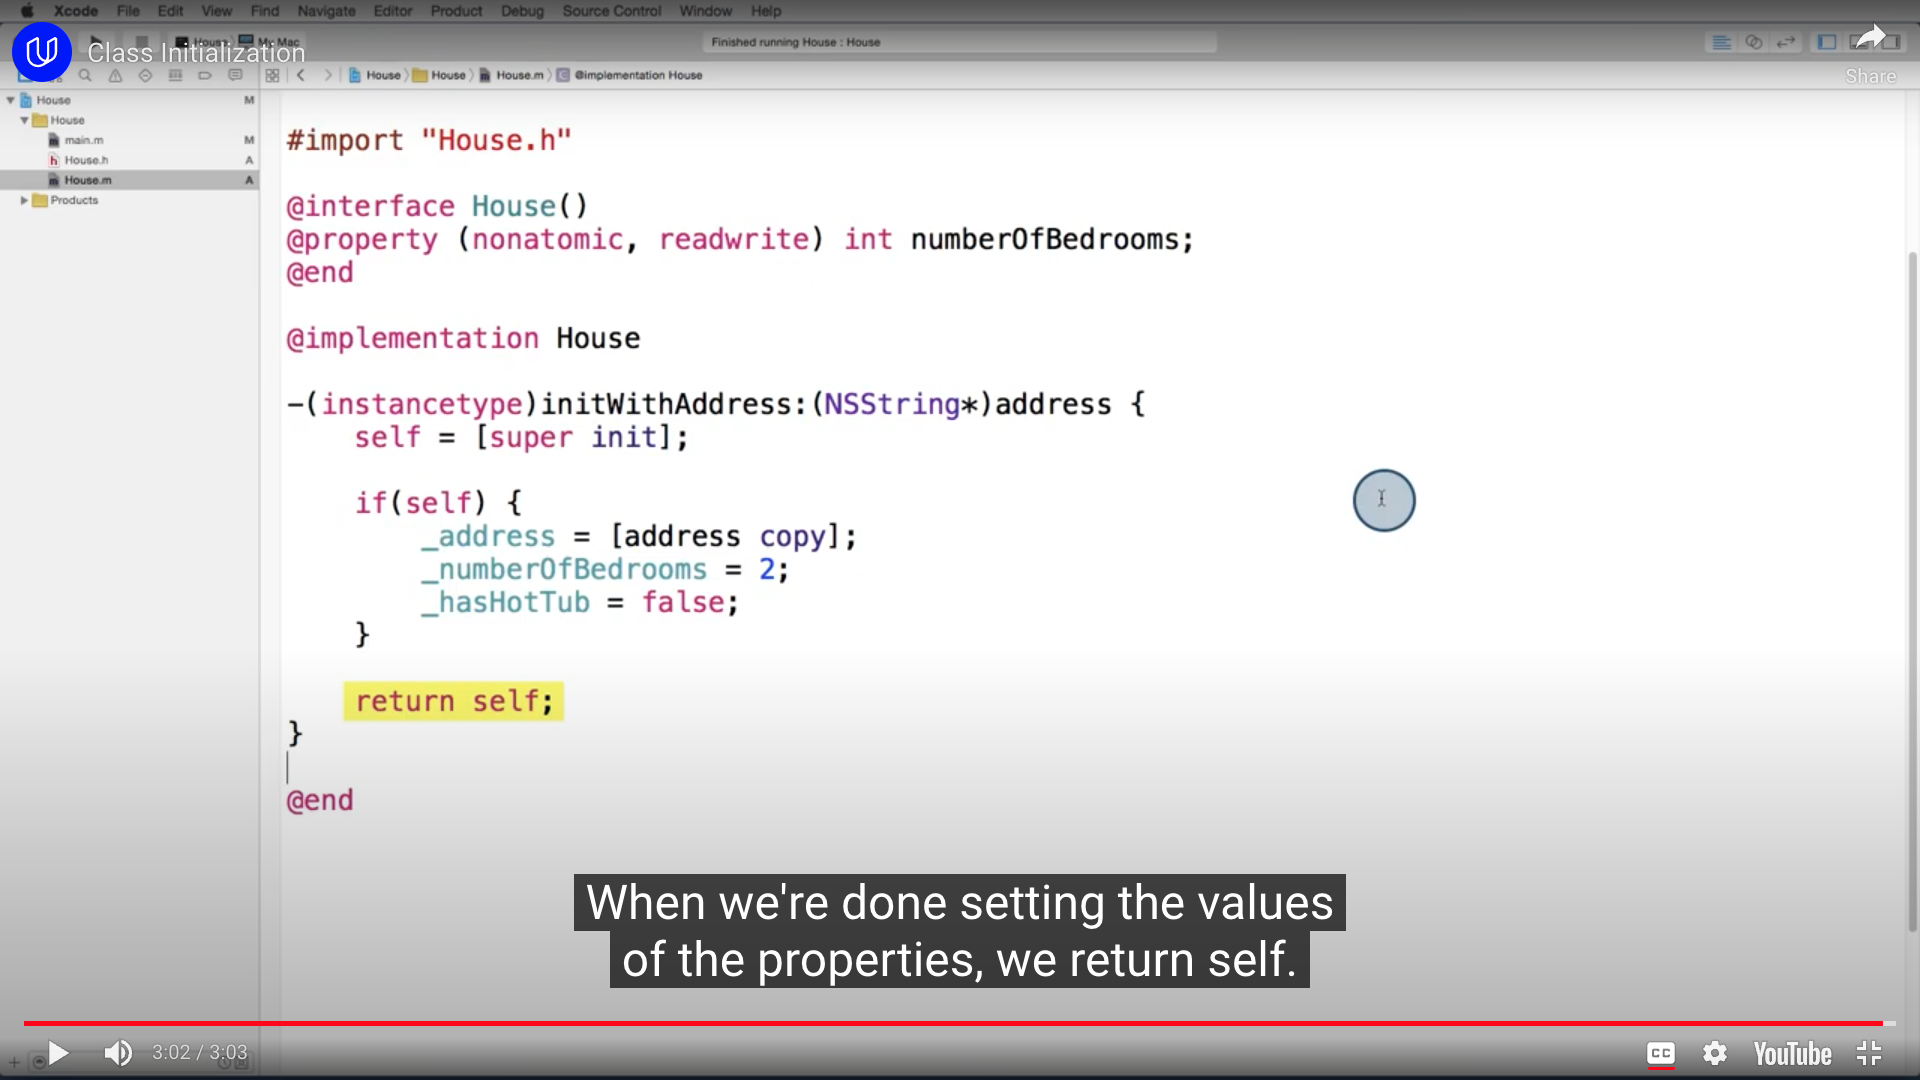 Xcode File Edit View Find Navigate Editor Product Debug Source Control Window Help
Class Initialization
House My Mac
Finished running House : House
Share
House House House.m @implementation House
House M
House
main.m M
House.h A
House.m A
Products
#import "House.h"
@interface House()
@property (nonatomic, readwrite) int numberOfBedrooms;
@end
@implementation House
-(instancetype)initWithAddress:(NSString*)address {
self = [super init];
if(self) {
_address = [address copy];
_numberOfBedrooms = 2;
_hasHotTub = false;
}
return self;
}
@end
When we're done setting the values
of the properties, we return self.
3:02 / 3:03
CC
YouTube